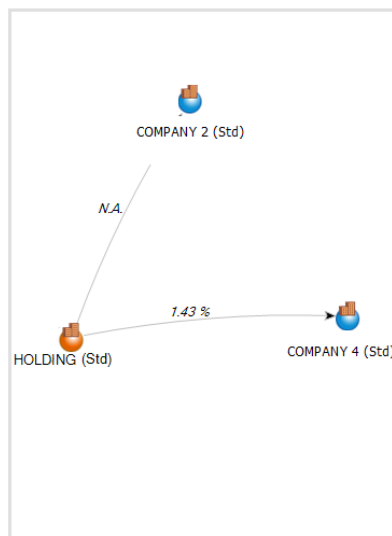 COMPANY 2 (Std)
N.A.
1.43 %
HOLDING (Std)
COMPANY 4 (Std)